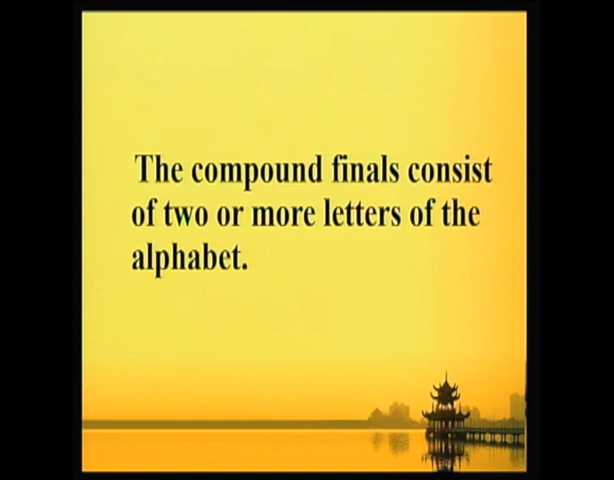 The compound finals consist
of two or more letters of the
alphabet.